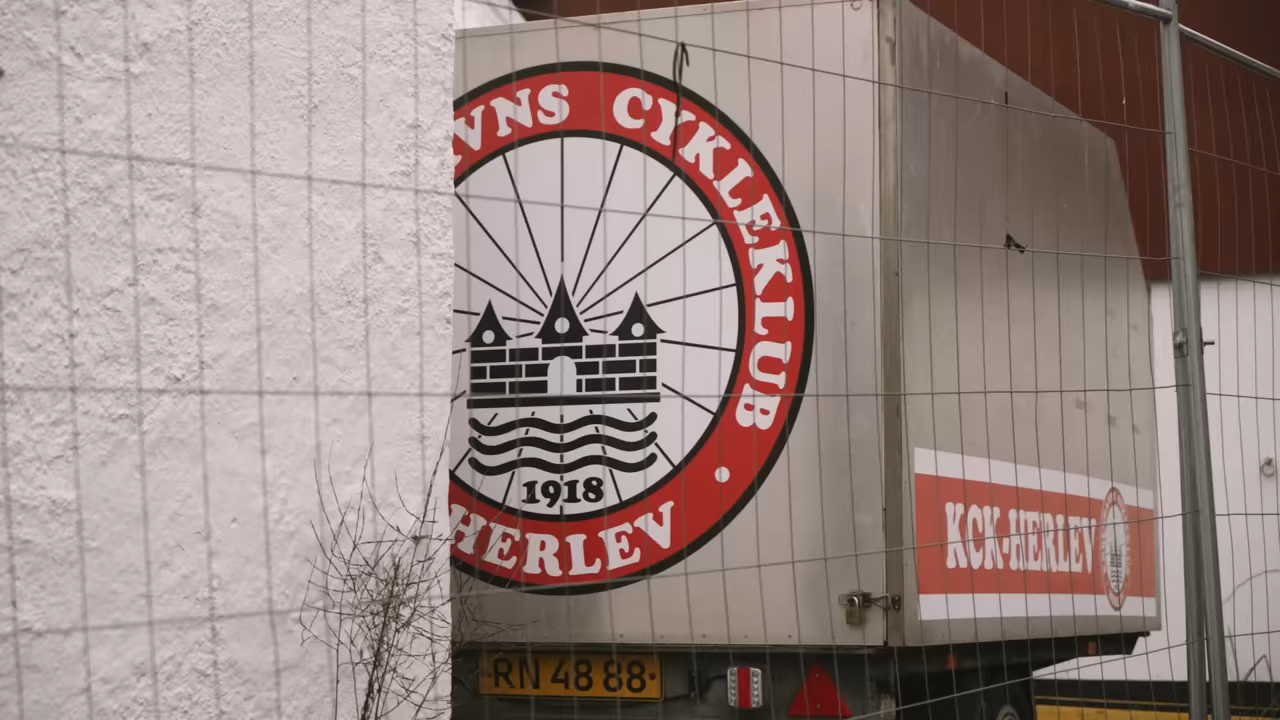 VNS CYKLEKLUB
1918
HERLEV
KCK-HERLEV
RN 48 88